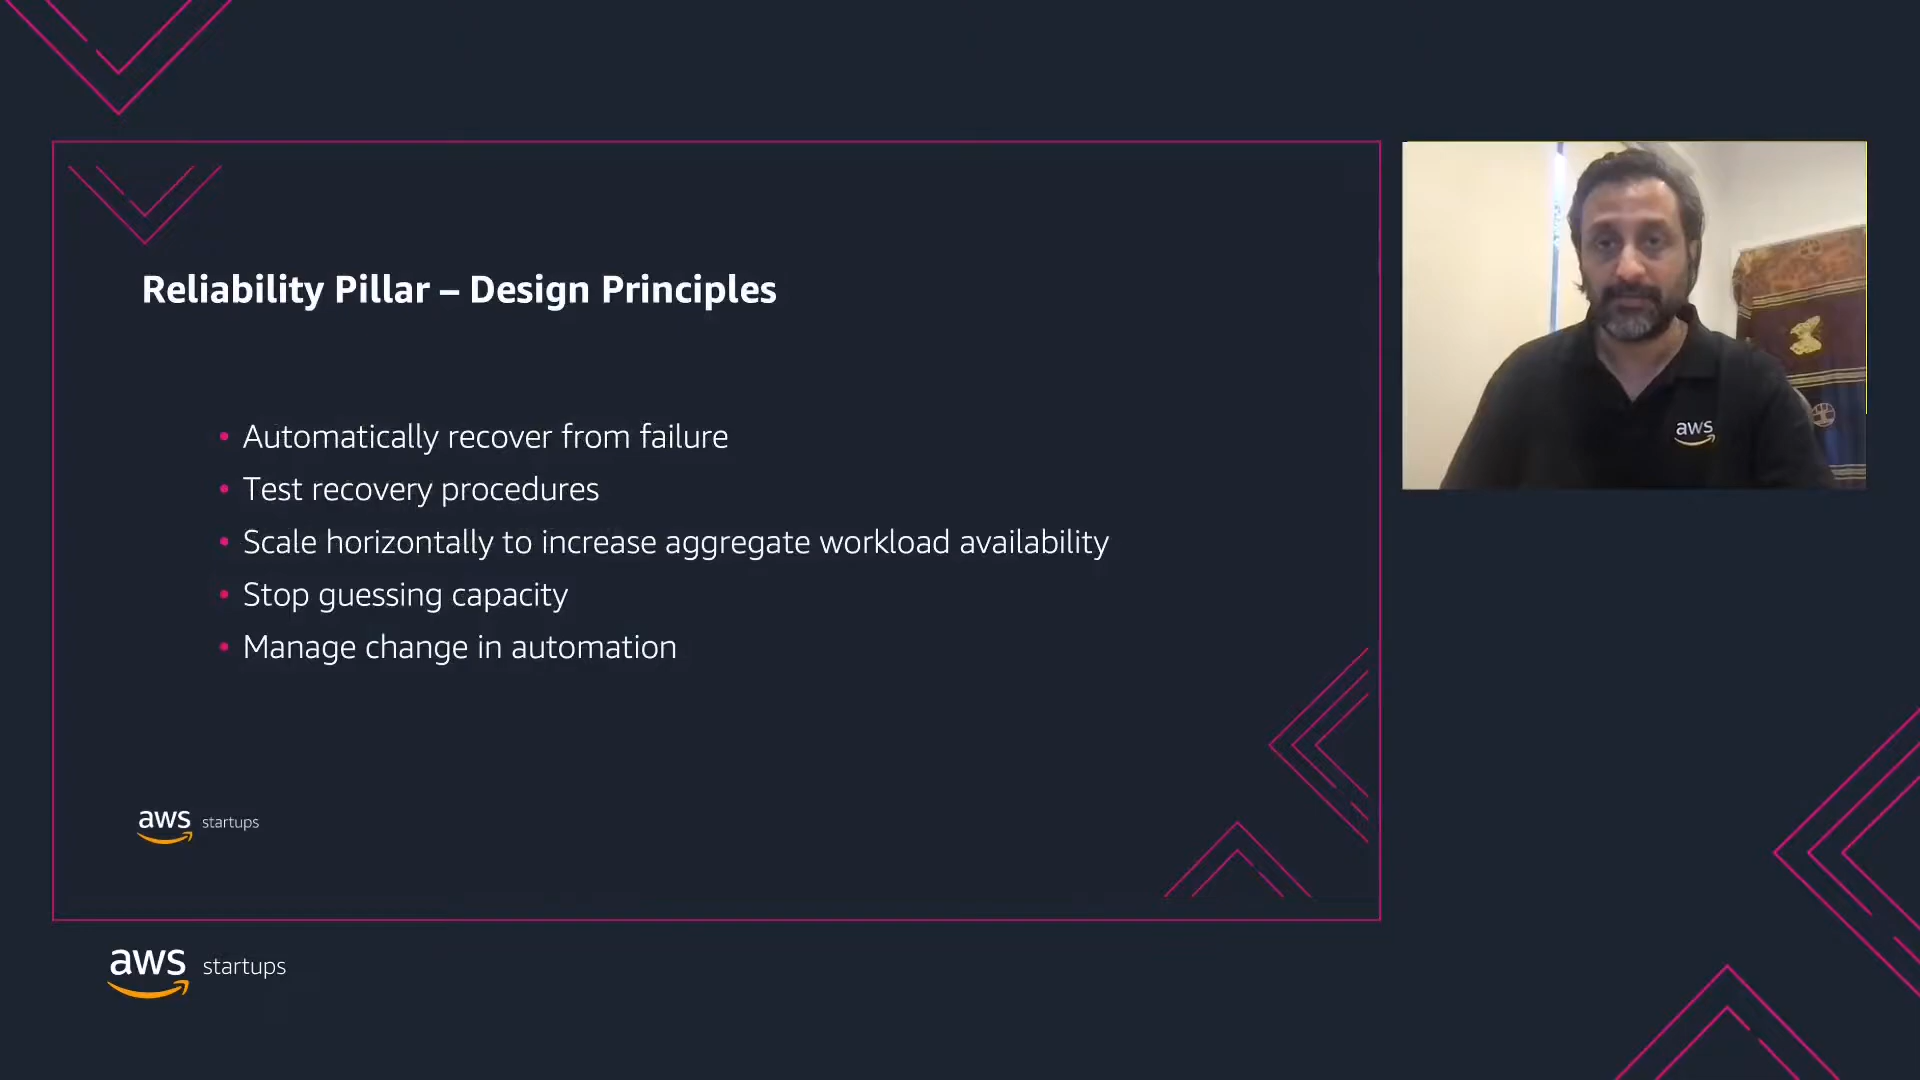 Reliability Pillar – Design Principles
• Automatically recover from failure
• Test recovery procedures
• Scale horizontally to increase aggregate workload availability
• Stop guessing capacity
• Manage change in automation
aws startups
aws startups
aws